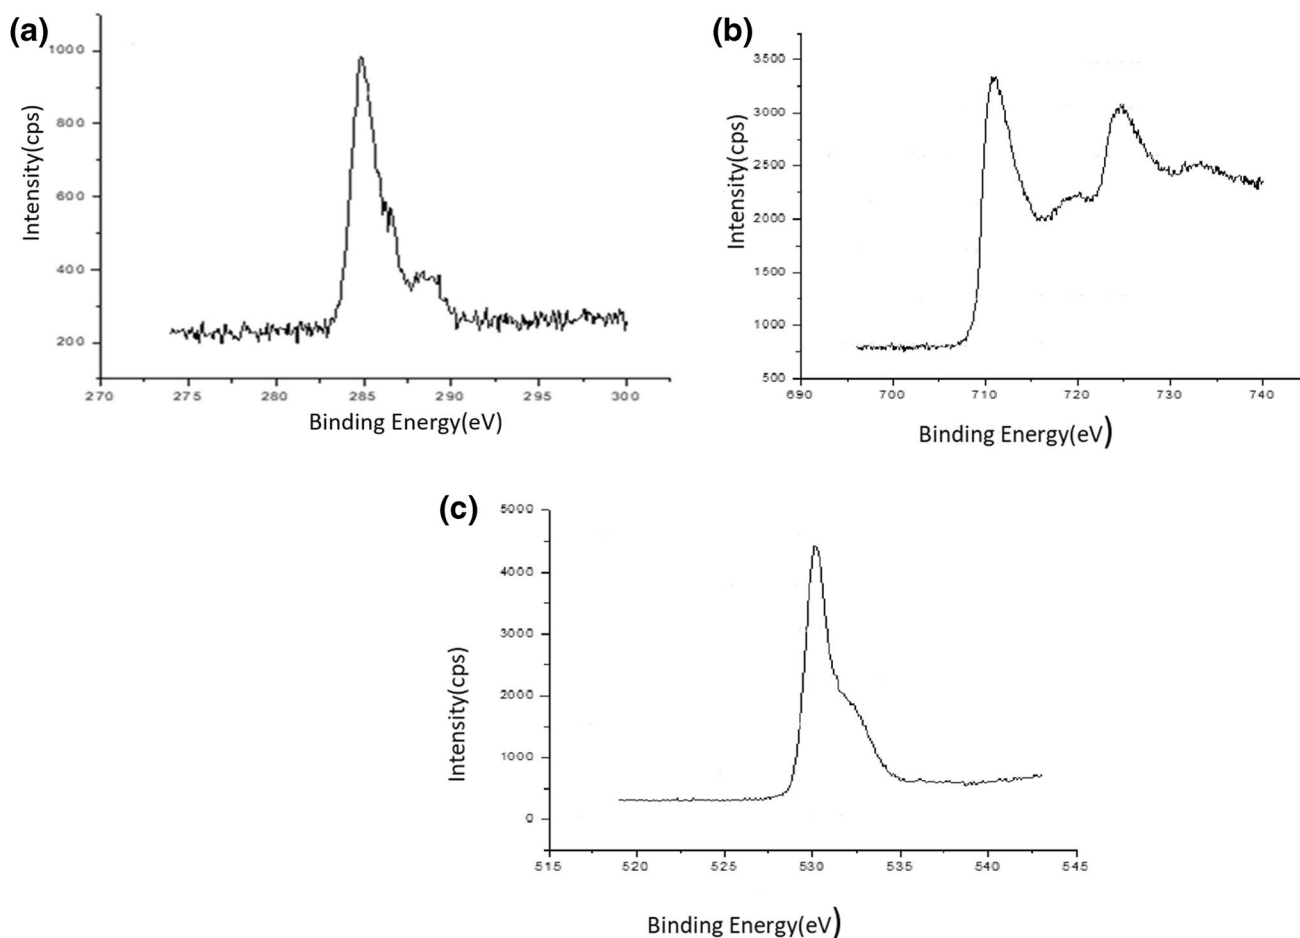 (a)
1000
800
600
400
200
270 275 280 285 290 295 300
Intensity(cps)
Binding Energy(eV)
(b)
3500
3000
2500
2000
1500
1000
500
690 700 710 720 730 740
Intensity(cps)
Binding Energy(eV)
(c)
5000
4000
3000
2000
1000
0
515 520 525 530 535 540 545
Intensity(cps)
Binding Energy(eV)